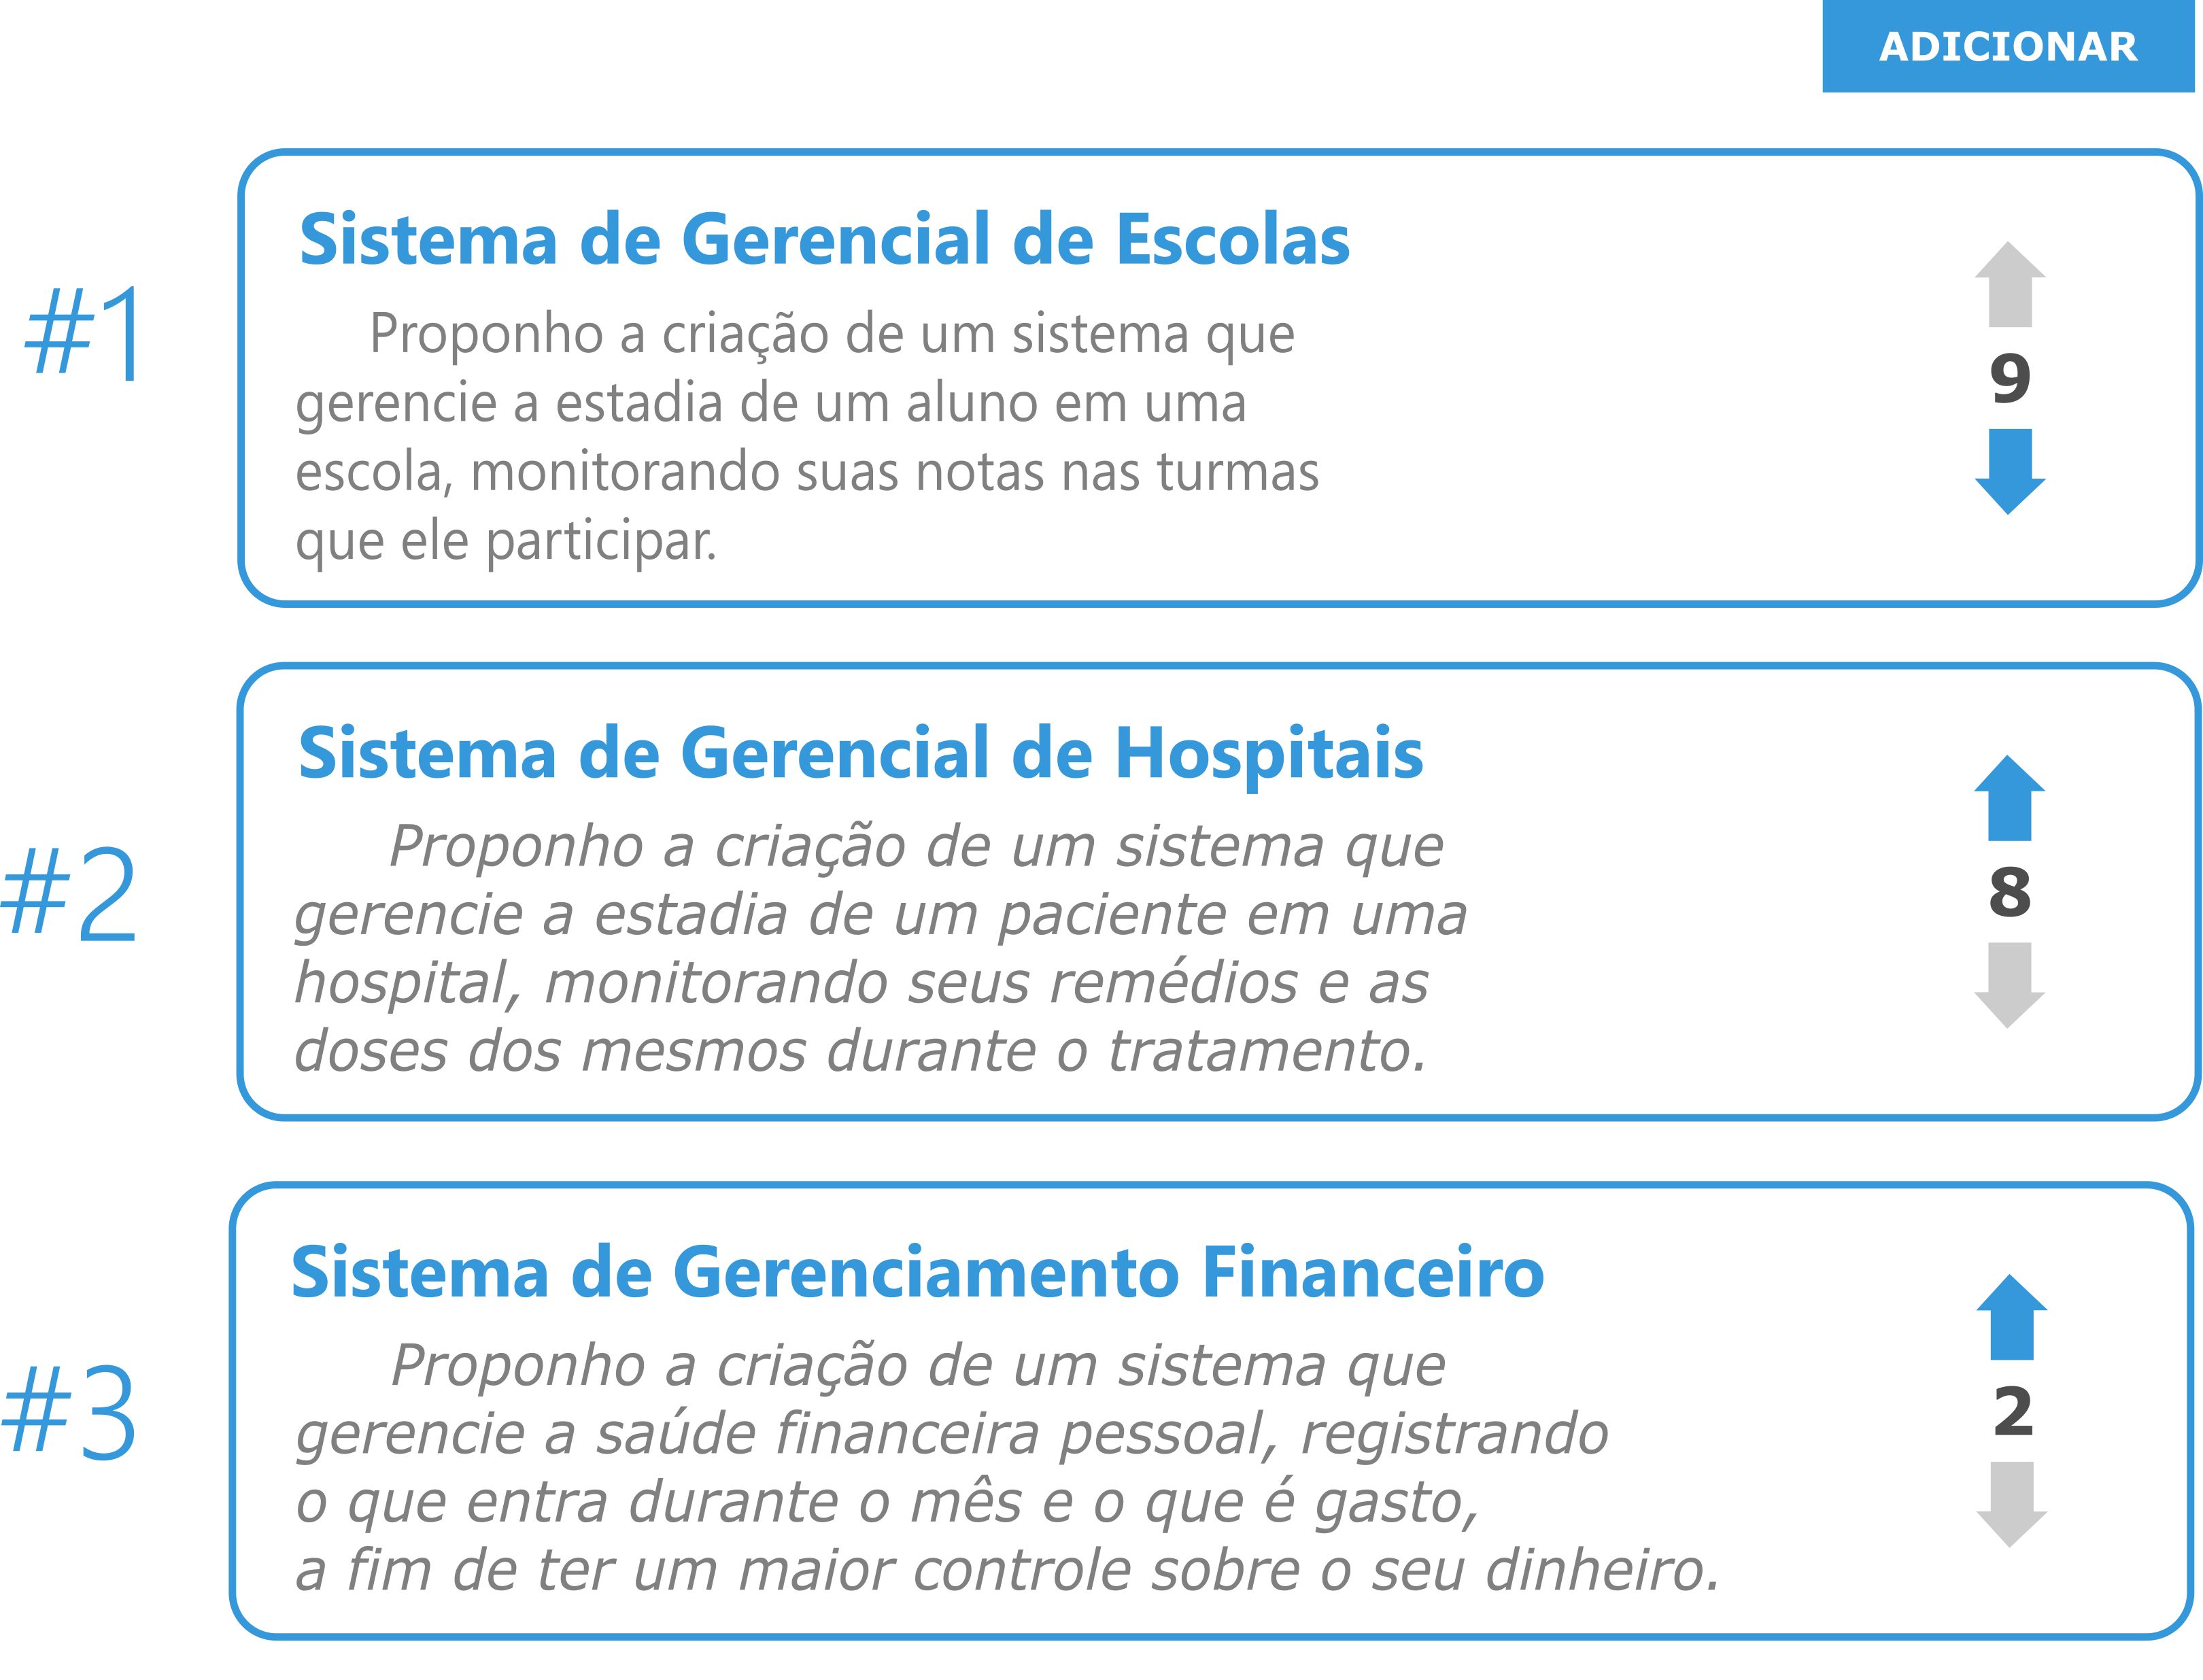 ADICIONAR
#1
Sistema de Gerencial de Escolas
Proponho a criação de um sistema que
gerencie a estadia de um aluno em uma
escola, monitorando suas notas nas turmas
que ele participar.
9
#2
Sistema de Gerencial de Hospitais
Proponho a criação de um sistema que
gerencie a estadia de um paciente em uma
hospital, monitorando seus remédios e as
doses dos mesmos durante o tratamento.
8
#3
Sistema de Gerenciamento Financeiro
Proponho a criação de um sistema que
gerencie a saúde financeira pessoal, registrando
o que entra durante o mês e o que é gasto,
a fim de ter um maior controle sobre o seu dinheiro.
2